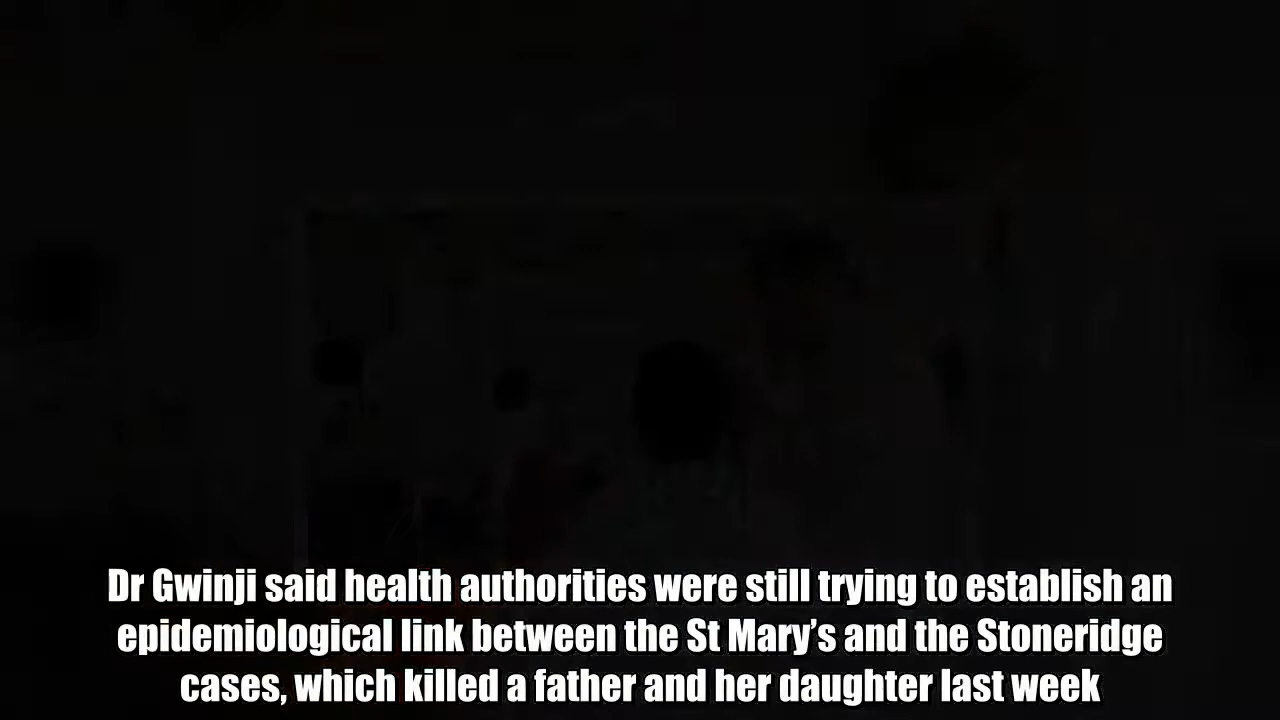 Dr Gwinji said health authorities were still trying to establish an
epidemiological link between the St Mary’s and the Stoneridge
cases, which killed a father and her daughter last week